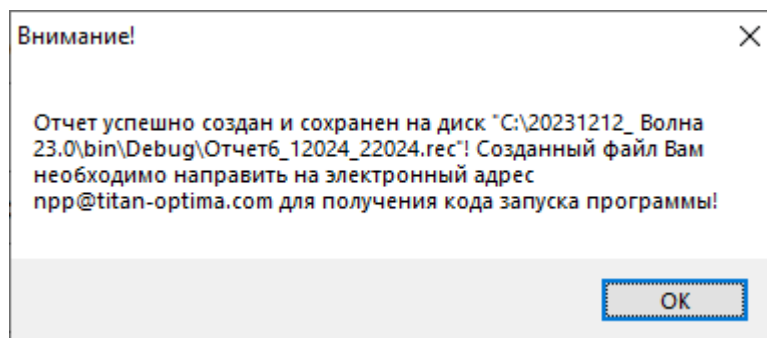 Внимание!
Отчет успешно создан и сохранен на диск "C:\20231212_ Волна
23.0\bin\Debug\Отчет6_12024_22024.rec"! Созданный файл Вам
необходимо направить на электронный адрес
npp@titan-optima.com для получения кода запуска программы!
OK